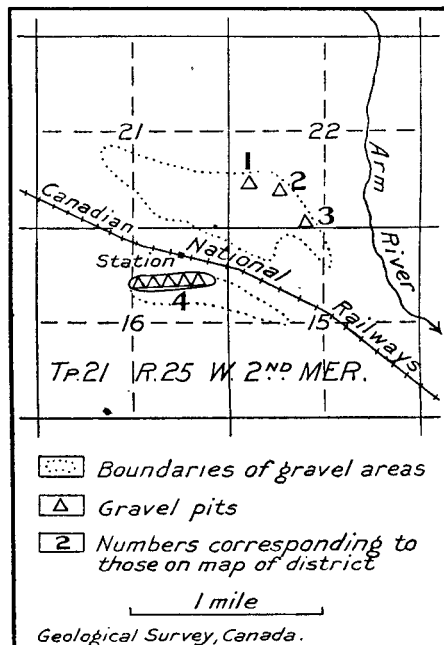 21
22
1
2
3
Arm River
Canadian National Railways
Station
4
16
15
TP.21 R.25 W. 2ND MER.
Boundaries of gravel areas
Gravel pits
2 Numbers corresponding to
those on map of district
1 mile
Geological Survey, Canada.